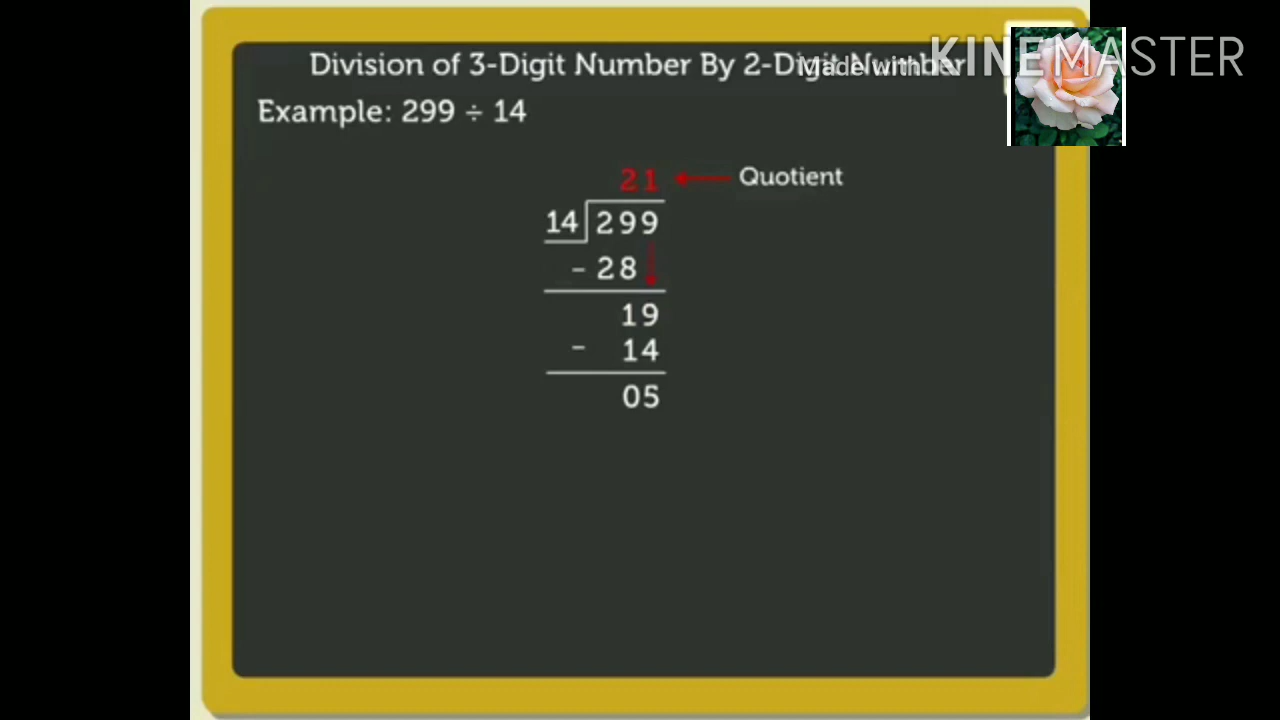 Division of 3-Digit Number By 2-Digit Number
Made with
KINEMASTER
Example: 299 ÷ 14
21 Quotient
14 299
- 28
19
- 14
05